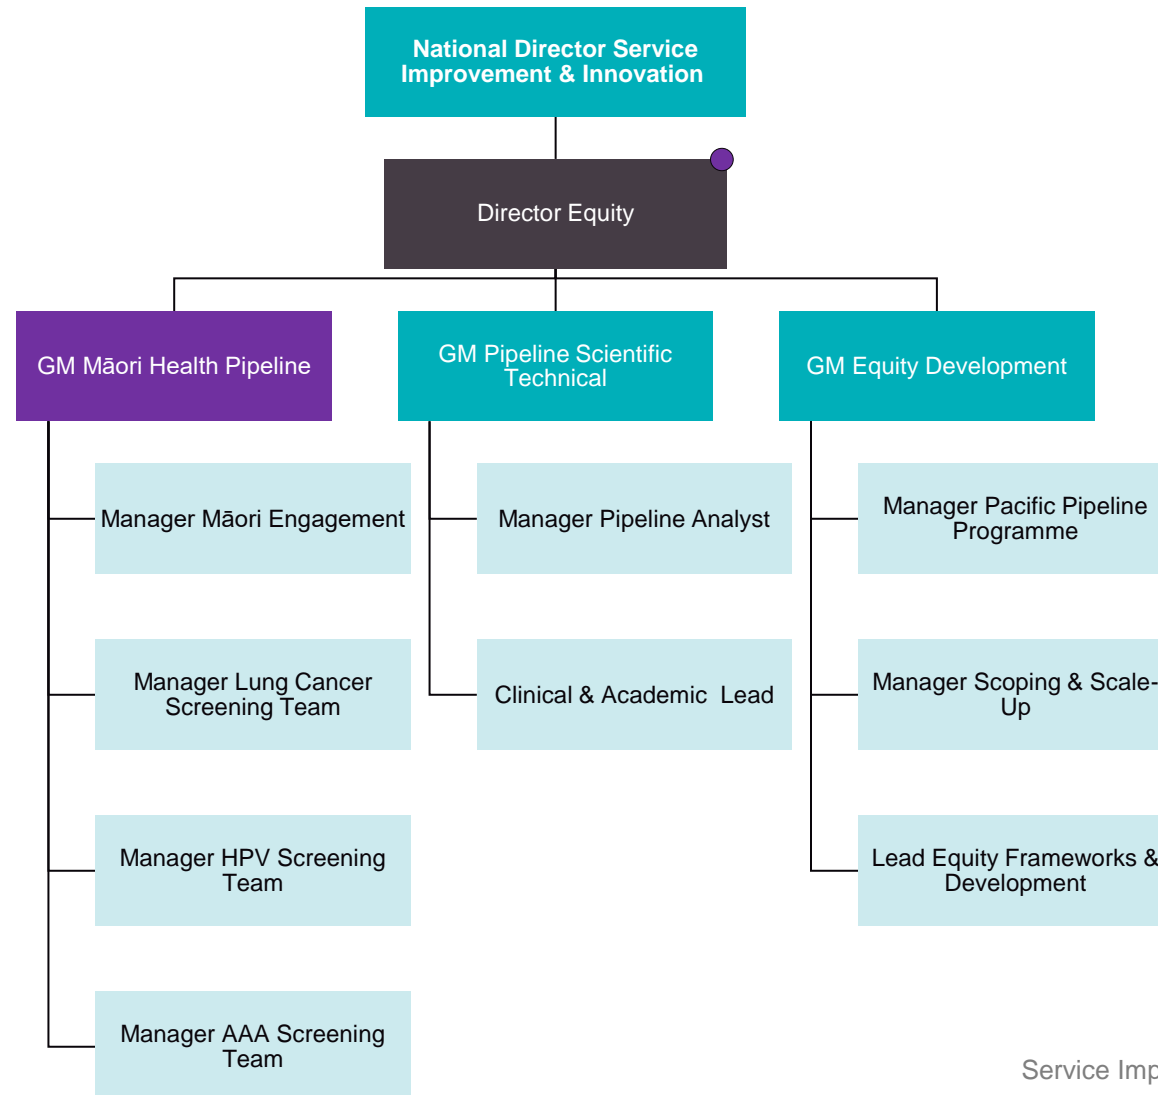 National Director Service
Improvement & Innovation
Director Equity
GM Māori Health Pipeline
GM Pipeline Scientific
Technical
GM Equity Development
Manager Māori Engagement
Manager Pipeline Analyst
Manager Pacific Pipeline
Programme
Manager Lung Cancer
Screening Team
Clinical & Academic  Lead
Manager Scoping & Scale-
Up
Manager HPV Screening
Team
Lead Equity Frameworks &
Development
Manager AAA Screening
Team
Service